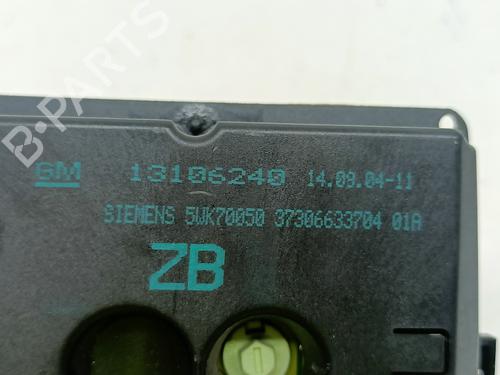 B-PARTS
GM 13106240 14.09.04-11
SIEMENS 5WK70050 37306633704 01A
ZB